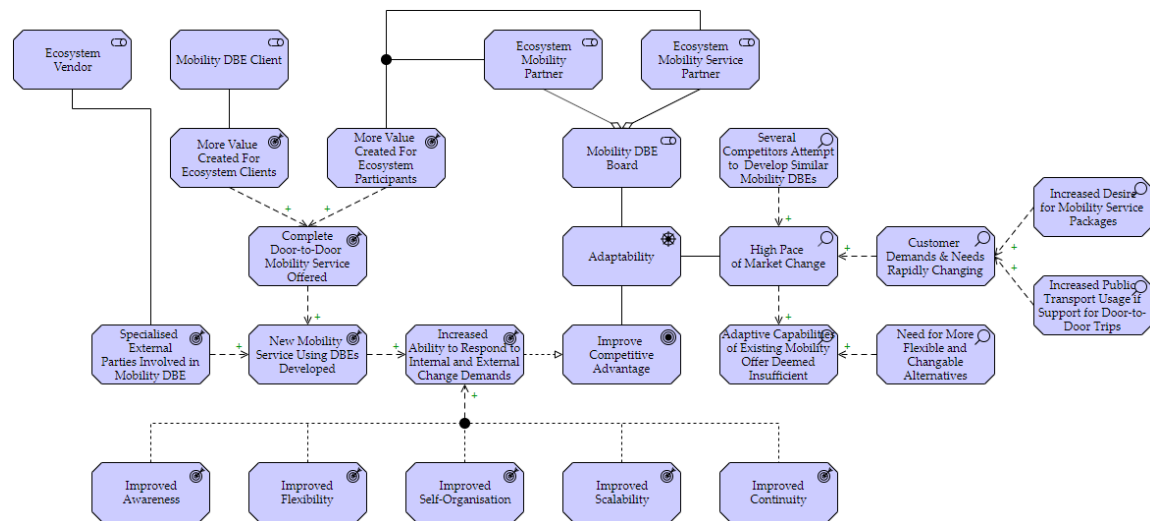 Ecosystem
Vendor
Mobility DBE Client
Ecosystem
Mobility
Partner
Ecosystem
Mobility Service
Partner
More Value
Created For
Ecosystem Clients
More Value
Created For
Ecosystem
Participants
Mobility DBE
Board
Several
Competitors Attempt
to Develop Similar
Mobility DBEs
Increased Desire
for Mobility Service
Packages
+
+
+
+
Complete
Door-to-Door
Mobility Service
Offered
Adaptability
High Pace
of Market Change
+
Customer
Demands & Needs
Rapidly Changing
+
Increased Public
Transport Usage if
Support for Door-to-
Door Trips
+
+
Specialised
External
Parties Involved in
Mobility DBE
+
New Mobility
Service Using DBEs
Developed
+
Increased
Ability to Respond to
Internal and External
Change Demands
Improve
Competitive
Advantage
Adaptive Capabilities
of Existing Mobility
Offer Deemed
Insufficient
+
Need for More
Flexible and
Changable
Alternatives
+
Improved
Awareness
Improved
Flexibility
Improved
Self-Organisation
Improved
Scalability
Improved
Continuity